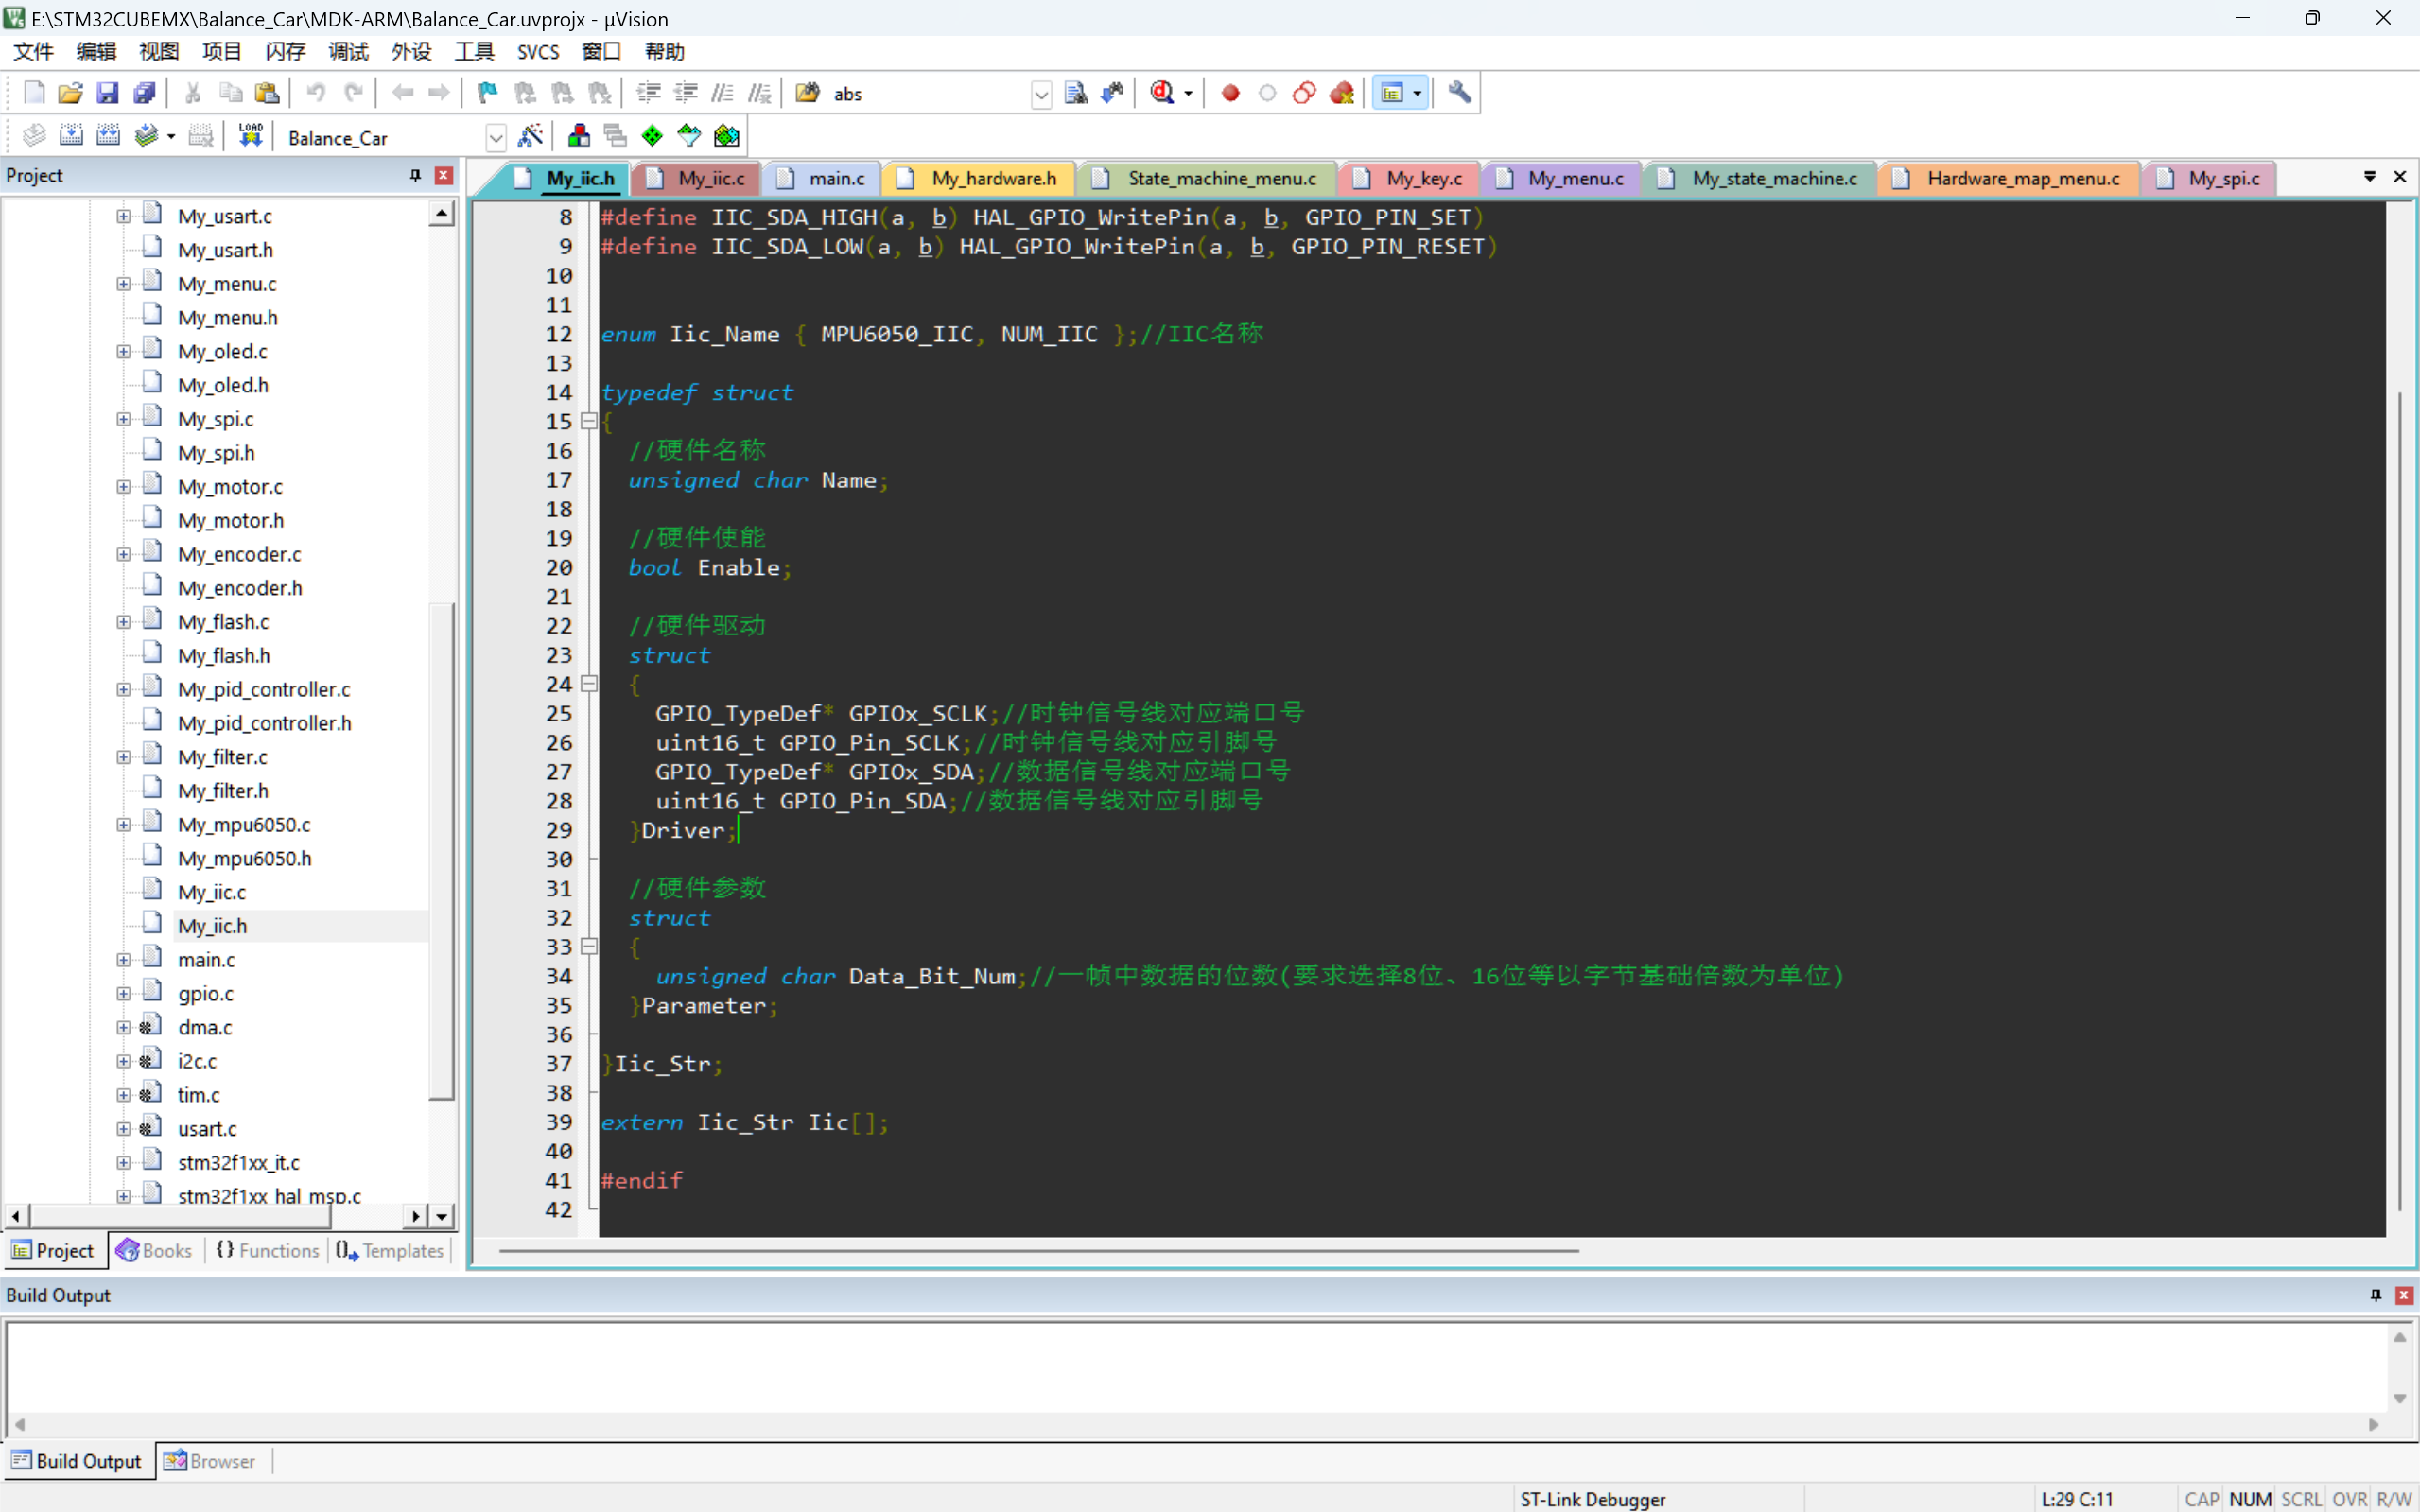 E:\STM32CUBEMX\Balance_Car\MDK-ARM\Balance_Car.uvprojx - µVision
文件 编辑 视图 项目 闪存 调试 外设 工具 SVCS 窗口 帮助
abs
LOAD
Balance_Car
Project
My_iic.h My_iic.c main.c My_hardware.h State_machine_menu.c My_key.c My_menu.c My_state_machine.c Hardware_map_menu.c My_spi.c
My_usart.c
My_usart.h
My_menu.c
My_menu.h
My_oled.c
My_oled.h
My_spi.c
My_spi.h
My_motor.c
My_motor.h
My_encoder.c
My_encoder.h
My_flash.c
My_flash.h
My_pid_controller.c
My_pid_controller.h
My_filter.c
My_filter.h
My_mpu6050.c
My_mpu6050.h
My_iic.c
My_iic.h
main.c
gpio.c
dma.c
i2c.c
tim.c
usart.c
stm32f1xx_it.c
stm32f1xx_hal_msp.c
Project Books {} Functions Templates
8 #define IIC_SDA_HIGH(a, b) HAL_GPIO_WritePin(a, b, GPIO_PIN_SET)
9 #define IIC_SDA_LOW(a, b) HAL_GPIO_WritePin(a, b, GPIO_PIN_RESET)
10
11
12 enum Iic_Name { MPU6050_IIC, NUM_IIC };//IIC名称
13
14 typedef struct
15 {
16 //硬件名称
17 unsigned char Name;
18
19 //硬件使能
20 bool Enable;
21
22 //硬件驱动
23 struct
24 {
25 GPIO_TypeDef* GPIOx_SCLK;//时钟信号线对应端口号
26 uint16_t GPIO_Pin_SCLK;//时钟信号线对应引脚号
27 GPIO_TypeDef* GPIOx_SDA;//数据信号线对应端口号
28 uint16_t GPIO_Pin_SDA;//数据信号线对应引脚号
29 }Driver;
30
31 //硬件参数
32 struct
33 {
34 unsigned char Data_Bit_Num;//一帧中数据的位数(要求选择8位、16位等以字节基础倍数为单位)
35 }Parameter;
36
37 }Iic_Str;
38
39 extern Iic_Str Iic[];
40
41 #endif
42
Build Output
Build Output Browser
ST-Link Debugger L:29 C:11 CAP NUM SCRL OVR R/W